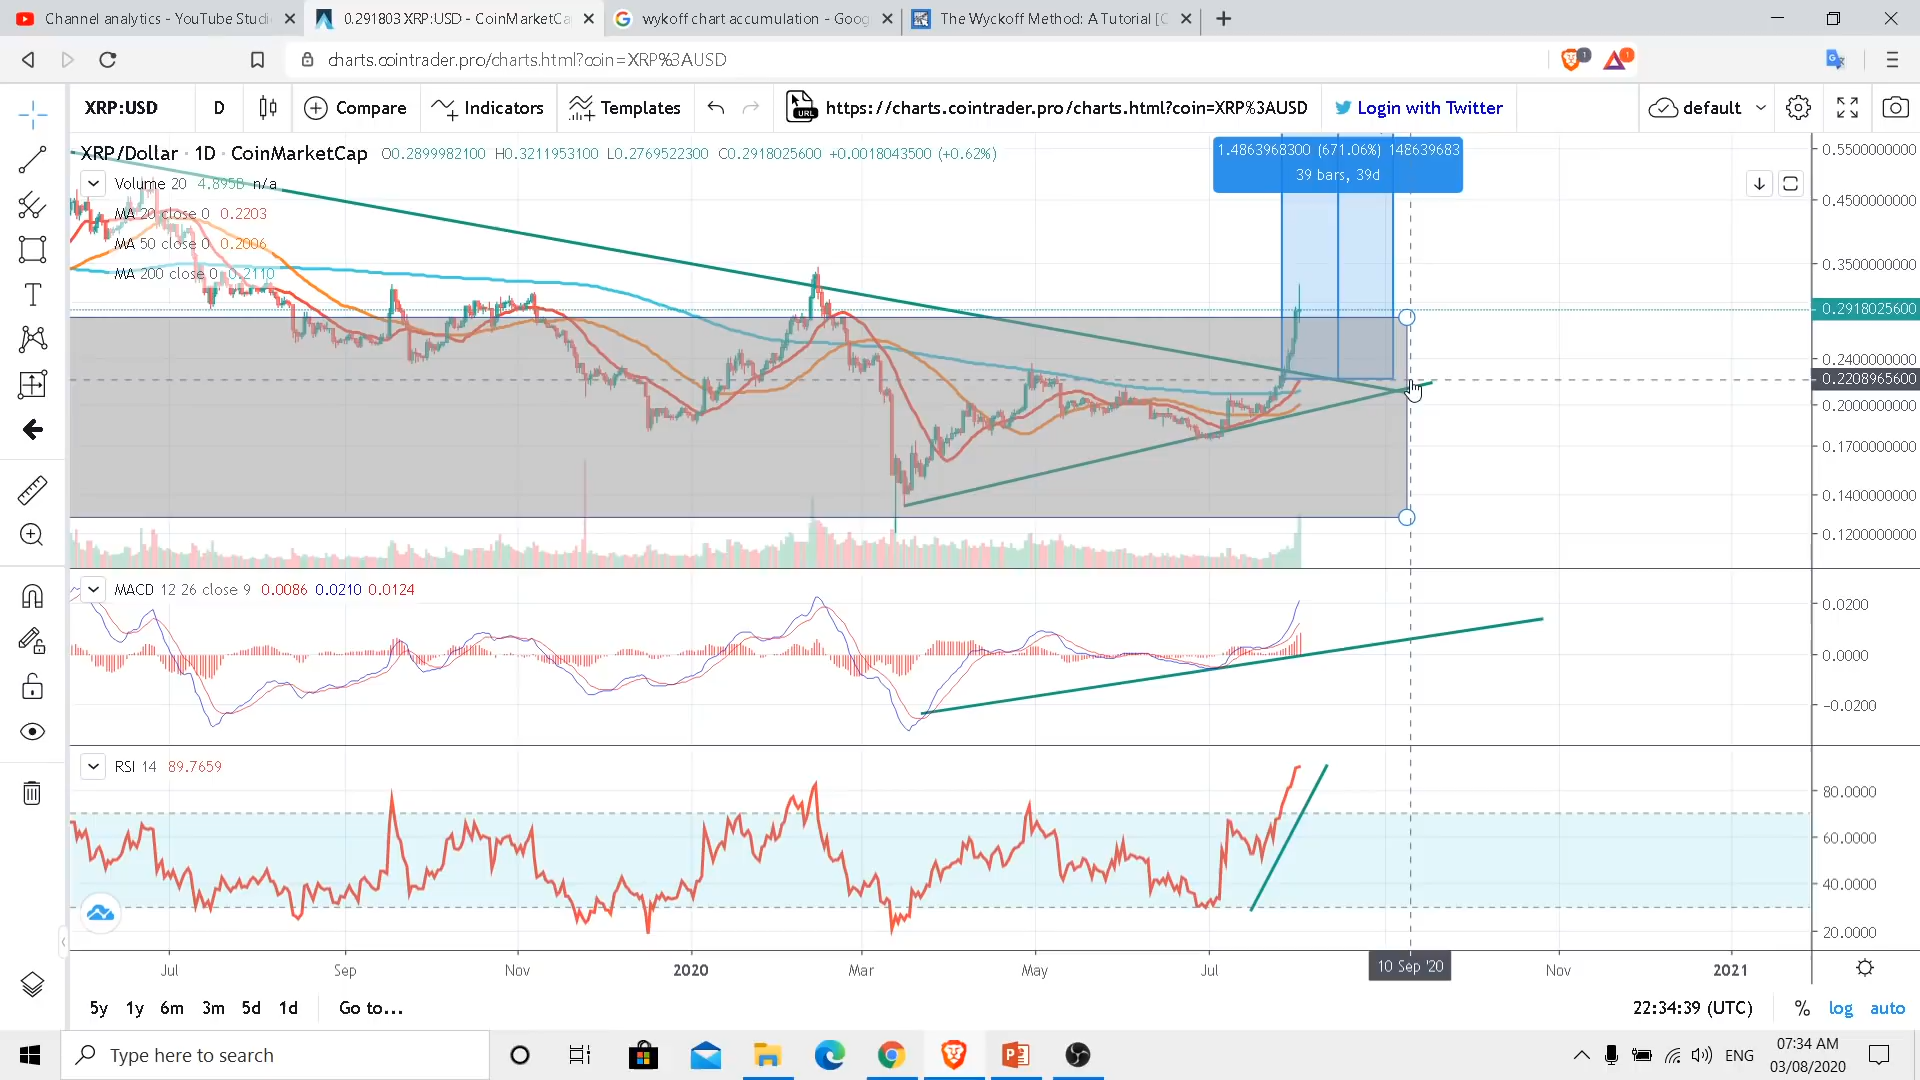 Channel analytics - YouTube Studi
0.291803 XRP:USD - CoinMarketCa
wykoff chart accumulation - Goog
The Wyckoff Method: A Tutorial [C
charts.cointrader.pro/charts.html?coin=XRP%3AUSD
1
1
XRP:USD
D
Compare
Indicators
Templates
URL
https://charts.cointrader.pro/charts.html?coin=XRP%3AUSD
Login with Twitter
default
XRP/Dollar · 1D · CoinMarketCap O0.2899982100 H0.3211953100 L0.2769522300 C0.2918025600 +0.0018043500 (+0.62%)
Volume 20 4.895B n/a
MA 20 close 0 0.2203
MA 50 close 0 0.2006
MA 200 close 0 0.2110
1.4863968300 (671.06%) 148639683
39 bars, 39d
0.5500000000
0.4500000000
0.3500000000
0.2918025600
0.2400000000
0.2208965600
0.2000000000
0.1700000000
0.1400000000
0.1200000000
MACD 12 26 close 9 0.0086 0.0210 0.0124
0.0200
0.0000
-0.0200
RSI 14 89.7659
80.0000
60.0000
40.0000
20.0000
Jul
Sep
Nov
2020
Mar
May
Jul
10 Sep '20
Nov
2021
5y 1y 6m 3m 5d 1d Go to...
22:34:39 (UTC) % log auto
Type here to search
ENG
07:34 AM
03/08/2020